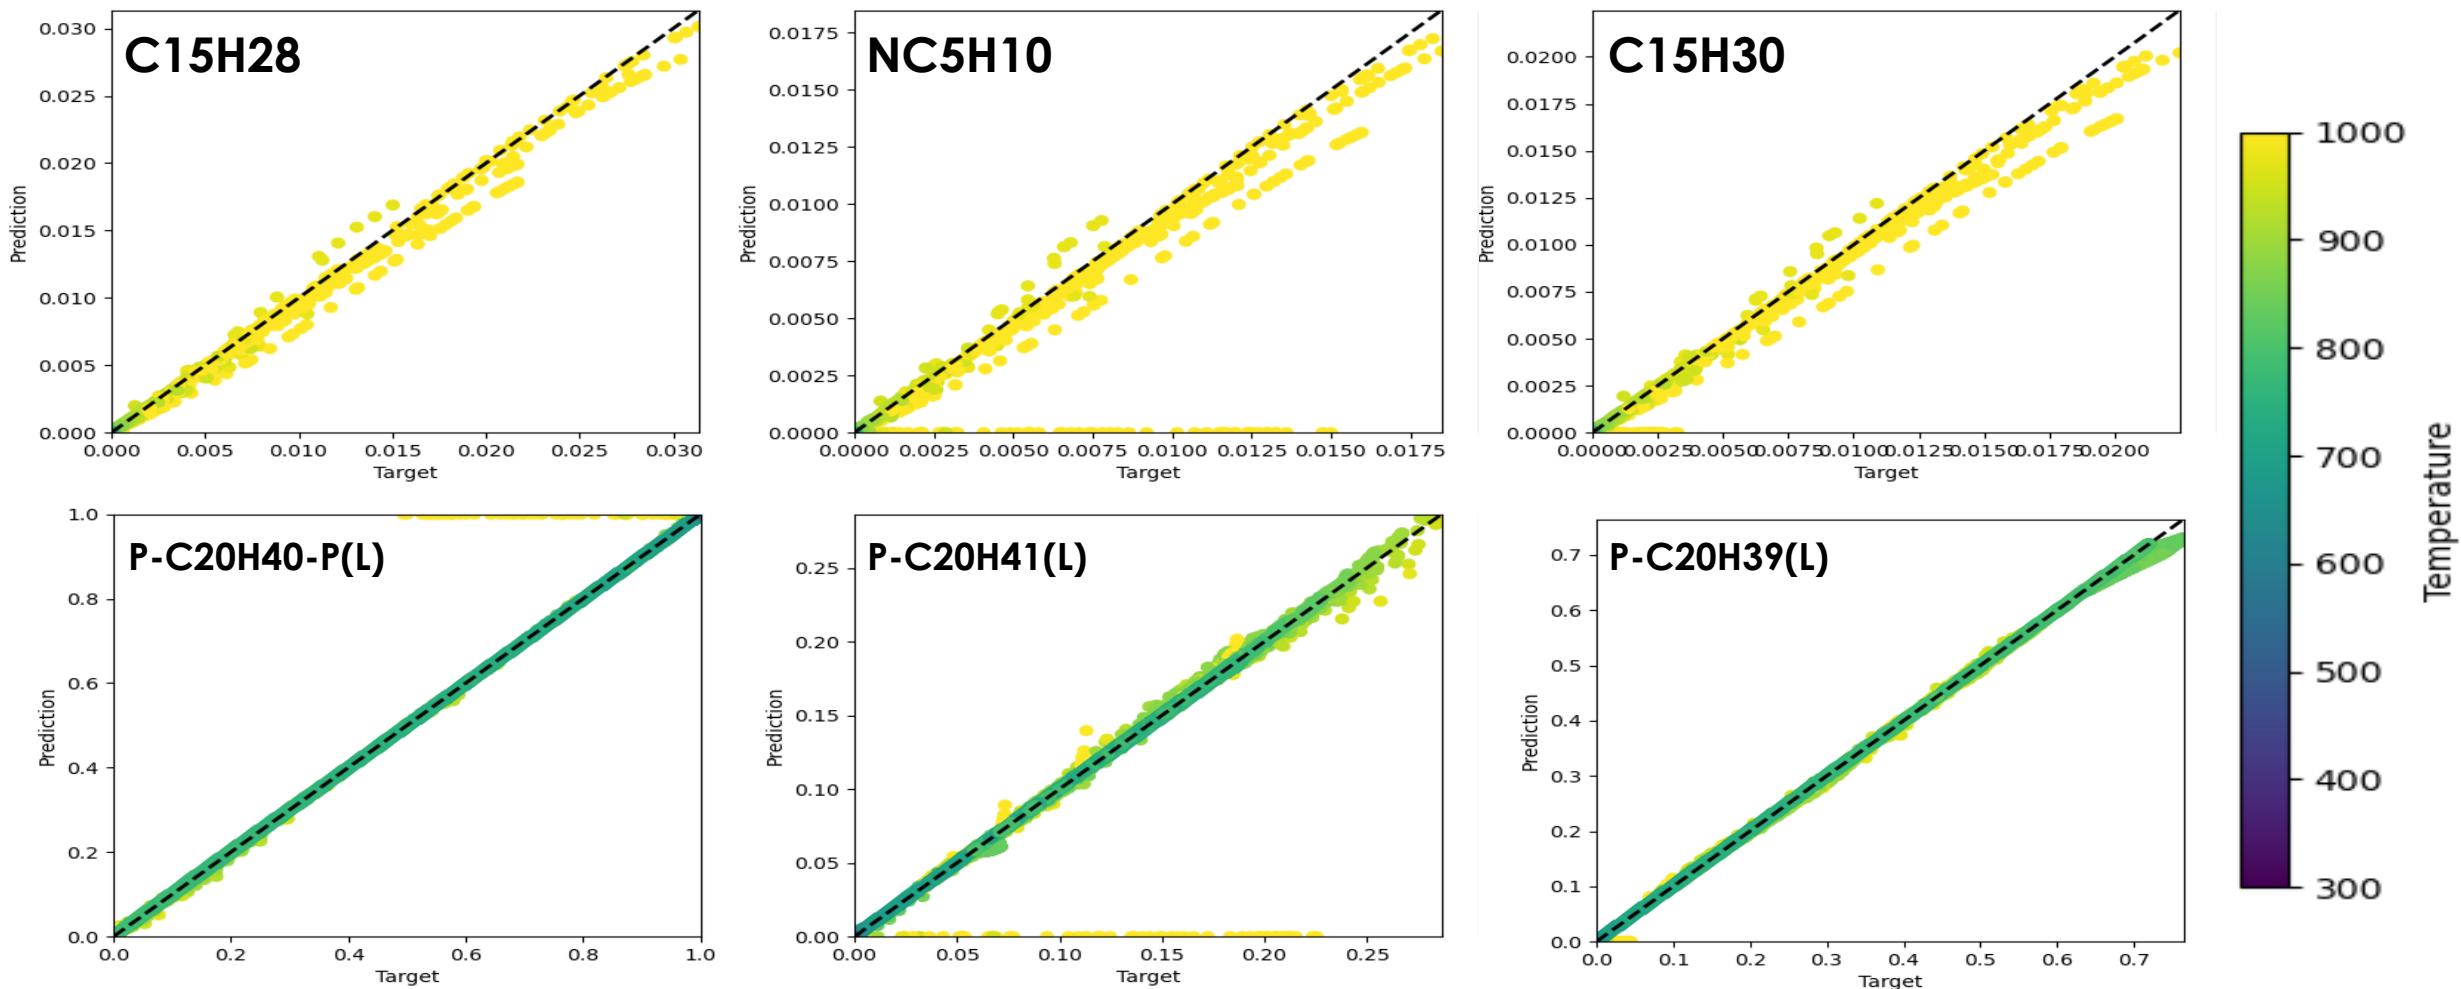 C15H28
0.030
0.025
0.020
0.015
0.010
0.005
0.000
Prediction
0.000 0.005 0.010 0.015 0.020 0.025 0.030
Target
NC5H10
0.0175
0.0150
0.0125
0.0100
0.0075
0.0050
0.0025
0.0000
Prediction
0.0000 0.0025 0.0050 0.0075 0.0100 0.0125 0.0150 0.0175
Target
C15H30
0.0200
0.0175
0.0150
0.0125
0.0100
0.0075
0.0050
0.0025
0.0000
Prediction
0.0000 0.0025 0.0050 0.0075 0.0100 0.0125 0.0150 0.0175 0.0200
Target
P-C20H40-P(L)
1.0
0.8
0.6
0.4
0.2
0.0
Prediction
0.0 0.2 0.4 0.6 0.8 1.0
Target
P-C20H41(L)
0.25
0.20
0.15
0.10
0.05
0.00
Prediction
0.00 0.05 0.10 0.15 0.20 0.25
Target
P-C20H39(L)
0.7
0.6
0.5
0.4
0.3
0.2
0.1
0.0
Prediction
0.0 0.1 0.2 0.3 0.4 0.5 0.6 0.7
Target
1000
900
800
700
600
500
400
300
Temperature